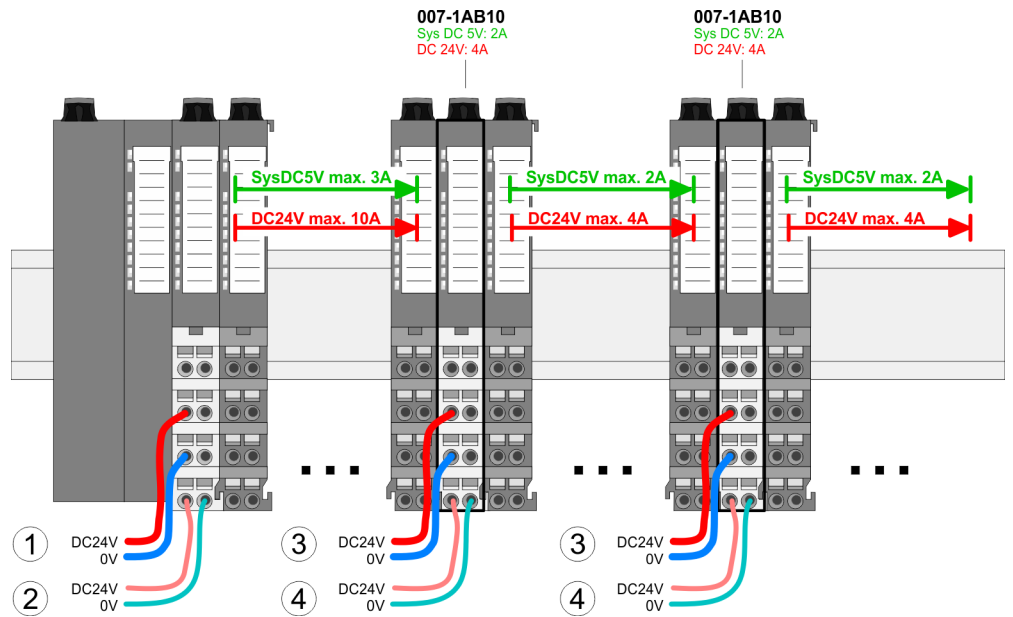 007-1AB10
Sys DC 5V: 2A
DC 24V: 4A
007-1AB10
Sys DC 5V: 2A
DC 24V: 4A
SysDC5V max. 3A
SysDC5V max. 2A
SysDC5V max. 2A
DC24V max. 10A
DC24V max. 4A
DC24V max. 4A
1
DC24V
0V
2
DC24V
0V
3
DC24V
0V
4
DC24V
0V
3
DC24V
0V
4
DC24V
0V